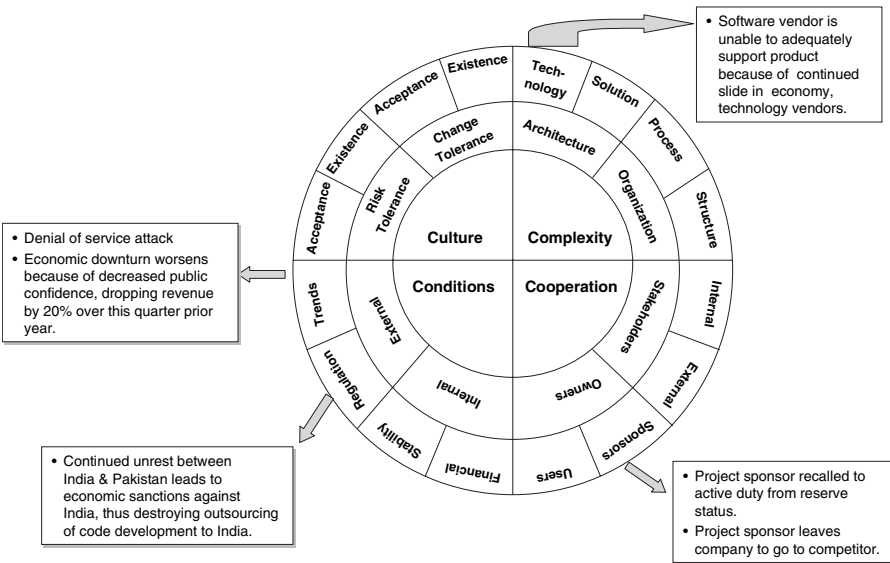 • Software vendor is
unable to adequately
support product
because of continued
slide in economy,
technology vendors.
Existence
Tech-
nology
Acceptance
Solution
Change
Tolerance
Architecture
Existence
Process
Risk
Tolerance
Organization
Acceptance
Structure
Culture
Complexity
• Denial of service attack
• Economic downturn worsens
because of decreased public
confidence, dropping revenue
by 20% over this quarter prior
year.
Conditions
Cooperation
Trends
External
Stakeholders
Internal
Regulation
Internal
Owners
External
Stability
Financial
Users
Sponsors
• Continued unrest between
India & Pakistan leads to
economic sanctions against
India, thus destroying outsourcing
of code development to India.
• Project sponsor recalled to
active duty from reserve
status.
• Project sponsor leaves
company to go to competitor.